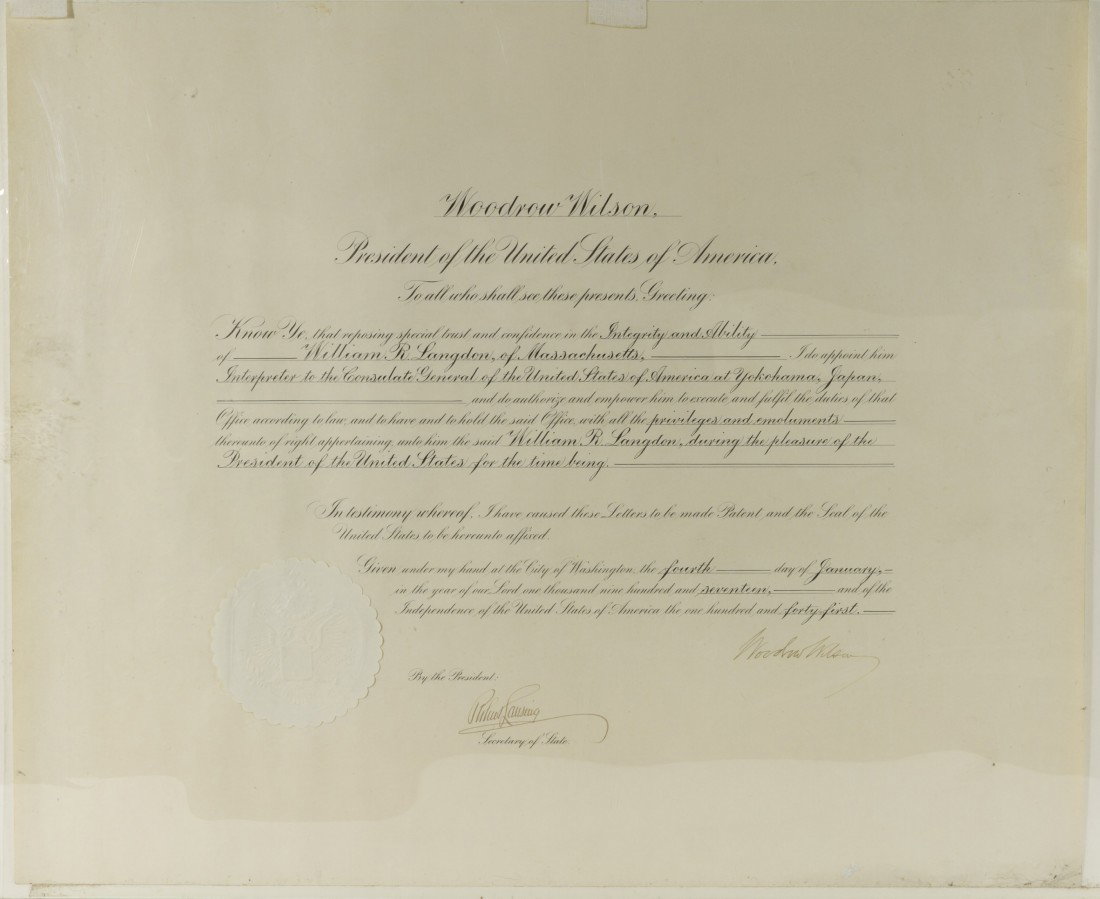 Woodrow Wilson,
President of the United States of America,
To all who shall see these presents, Greeting:
Know Ye, that reposing special trust and confidence in the Integrity and Ability
of William R. Langdon, of Massachusetts, I do appoint him
Interpreter to the Consulate General of the United States of America at Yokohama, Japan,
and do authorize and empower him to execute and fulfil the duties of that
Office according to law, and to have and to hold the said Office, with all the privileges and emoluments
thereunto of right appertaining, unto him the said William R. Langdon, during the pleasure of the
President of the United States for the time being.
In testimony whereof, I have caused these Letters to be made Patent, and the Seal of the
United States to be hereunto affixed.
Given under my hand at the City of Washington, the fourth day of January,
in the year of our Lord one thousand nine hundred and seventeen, and of the
Independence of the United States of America the one hundred and forty-first.
Woodrow Wilson
By the President:
Robert Lansing
Secretary of State.